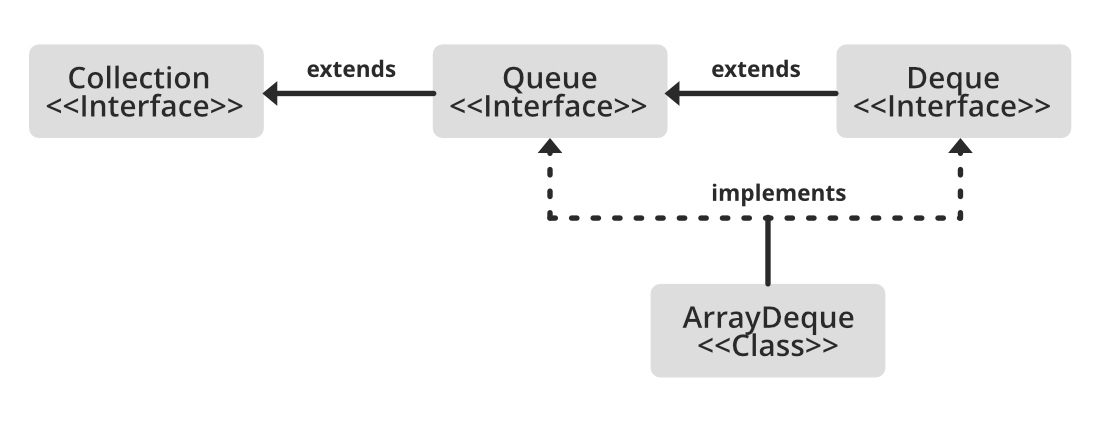 Collection
<<Interface>>
extends
Queue
<<Interface>>
extends
Deque
<<Interface>>
implements
ArrayDeque
<<Class>>